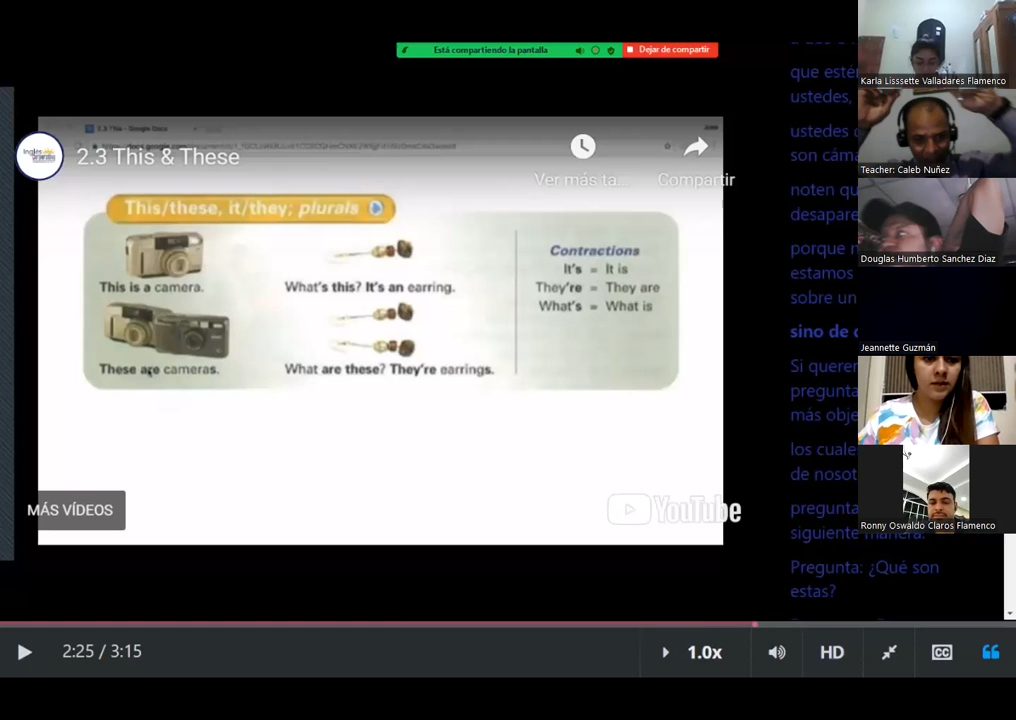 Está compartiendo la pantalla
Dejar de compartir
2.3 This & These
Ver más ta...
Compartir
This/these, it/they; plurals
This is a camera.
What's this? It's an earring.
These are cameras.
What are these? They're earrings.
Contractions
It's = It is
They're = They are
What's = What is
MÁS VÍDEOS
YouTube
que esté
ustedes,
ustedes
son cám
noten qu
desapare
porque
estamos
sobre un
sino de
Si quere
pregunta
más obje
los cuale
de nosot
pregunta
siguiente manera:
Pregunta: ¿Qué son
estas?
Karla Lisssette Valladares Flamenco
Teacher: Caleb Nuñez
Douglas Humberto Sanchez Diaz
Jeannette Guzmán
Ronny Oswaldo Claros Flamenco
2:25 / 3:15
1.0x
HD
CC